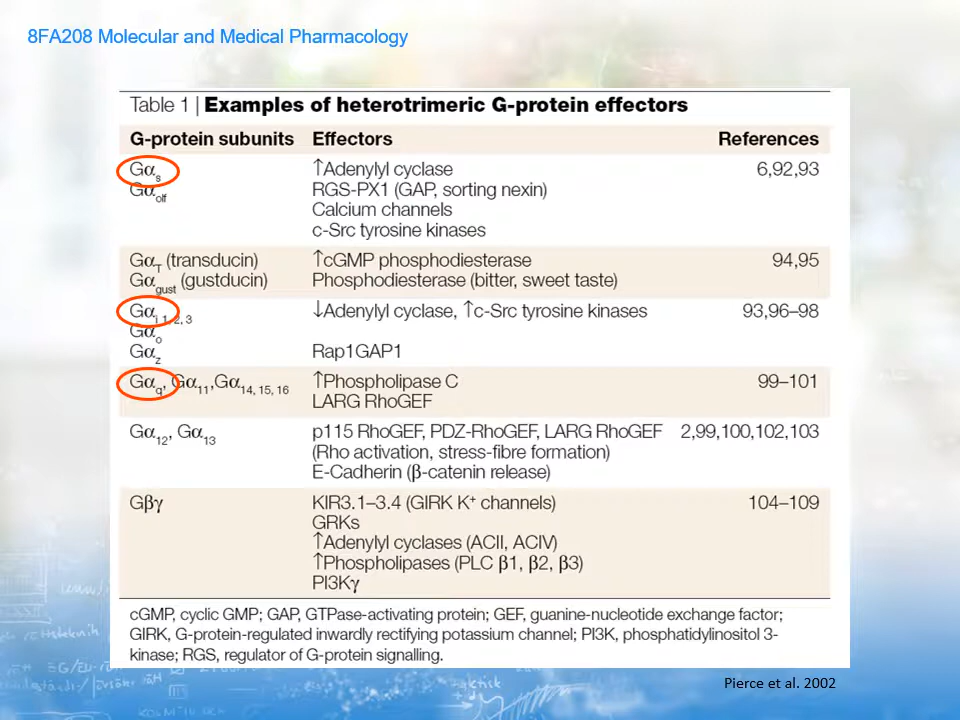 8FA208 Molecular and Medical Pharmacology
Table 1 | Examples of heterotrimeric G-protein effectors
G-protein subunits Effectors References
Gαs ↑Adenylyl cyclase 6,92,93
Gαolf RGS-PX1 (GAP, sorting nexin)
Calcium channels
c-Src tyrosine kinases
GαT (transducin) ↑cGMP phosphodiesterase 94,95
Gαgust (gustducin) Phosphodiesterase (bitter, sweet taste)
Gαi 1, 2, 3 ↓Adenylyl cyclase, ↑c-Src tyrosine kinases 93,96–98
Gαo
Gαz Rap1GAP1
Gαq, Gα11,Gα14, 15, 16 ↑Phospholipase C 99–101
LARG RhoGEF
Gα12, Gα13 p115 RhoGEF, PDZ-RhoGEF, LARG RhoGEF 2,99,100,102,103
(Rho activation, stress-fibre formation)
E-Cadherin (β-catenin release)
Gβγ KIR3.1–3.4 (GIRK K+ channels) 104–109
GRKs
↑Adenylyl cyclases (ACII, ACIV)
↑Phospholipases (PLC β1, β2, β3)
PI3Kγ
cGMP, cyclic GMP; GAP, GTPase-activating protein; GEF, guanine-nucleotide exchange factor;
GIRK, G-protein-regulated inwardly rectifying potassium channel; PI3K, phosphatidylinositol 3-
kinase; RGS, regulator of G-protein signalling.
Pierce et al. 2002